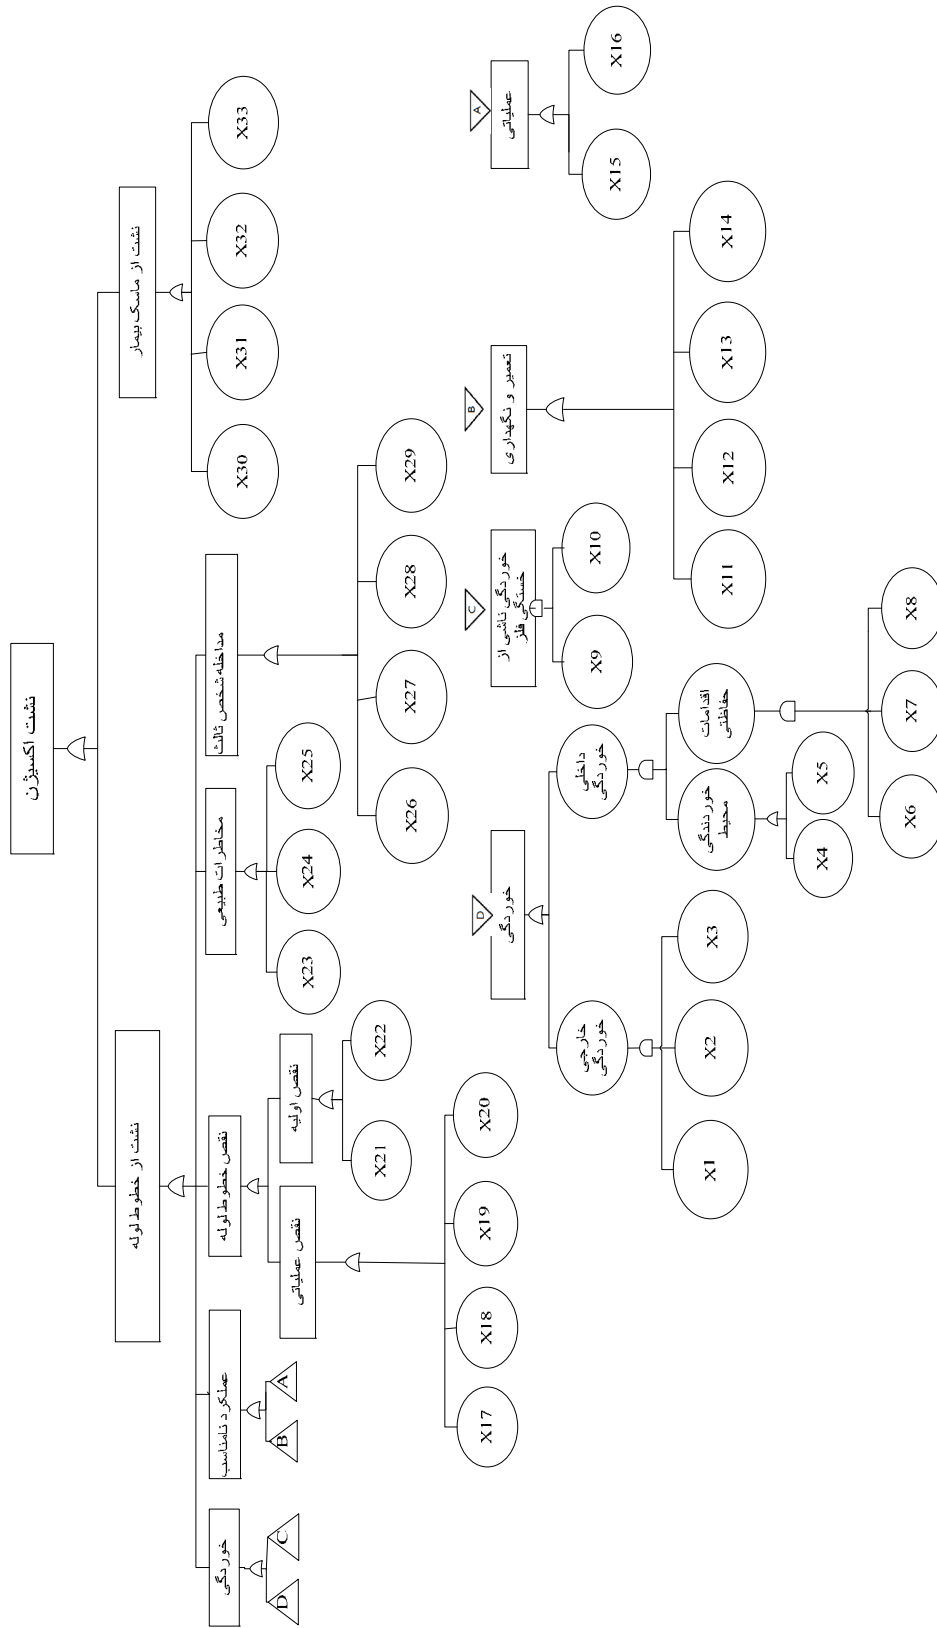 نشت اکسیژن
نشت از خطوط لوله
نشت از ماسک بیمار
خوردگی
عملکرد نامناسب
نقص خطوط لوله
مخاطرات طبیعی
مداخله شخص ثالث
X30
X31
X32
X33
D
C
B
A
نقص عملیاتی
نقص اولیه
X23
X24
X25
X21
X22
X26
X27
X28
X29
X17
X18
X19
X20
D
خوردگی
C
خوردگی ناشی از
خستگی فلز
B
تعمیر و نگهداری
A
عملیاتی
خوردگی
خارجی
خوردگی
داخلی
X9
X10
X15
X16
محیط
خوردندگی
اقدامات
حفاظتی
X1
X2
X3
X11
X12
X13
X14
X4
X5
X6
X7
X8